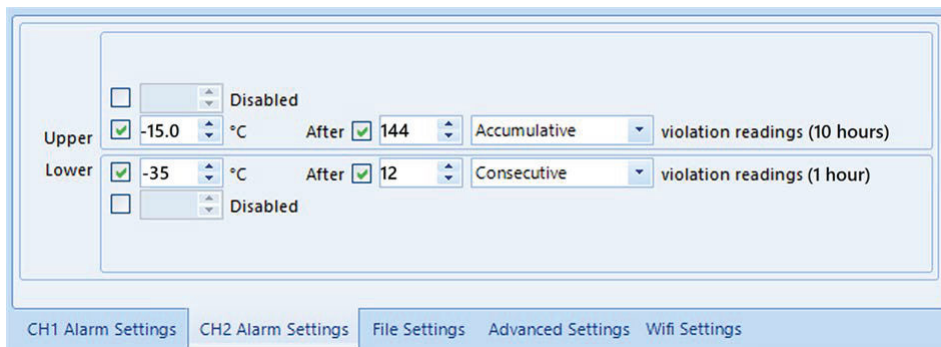 Disabled
Upper -15.0 °C After 144 Accumulative violation readings (10 hours)
Lower -35 °C After 12 Consecutive violation readings (1 hour)
Disabled
CH1 Alarm Settings CH2 Alarm Settings File Settings Advanced Settings Wifi Settings